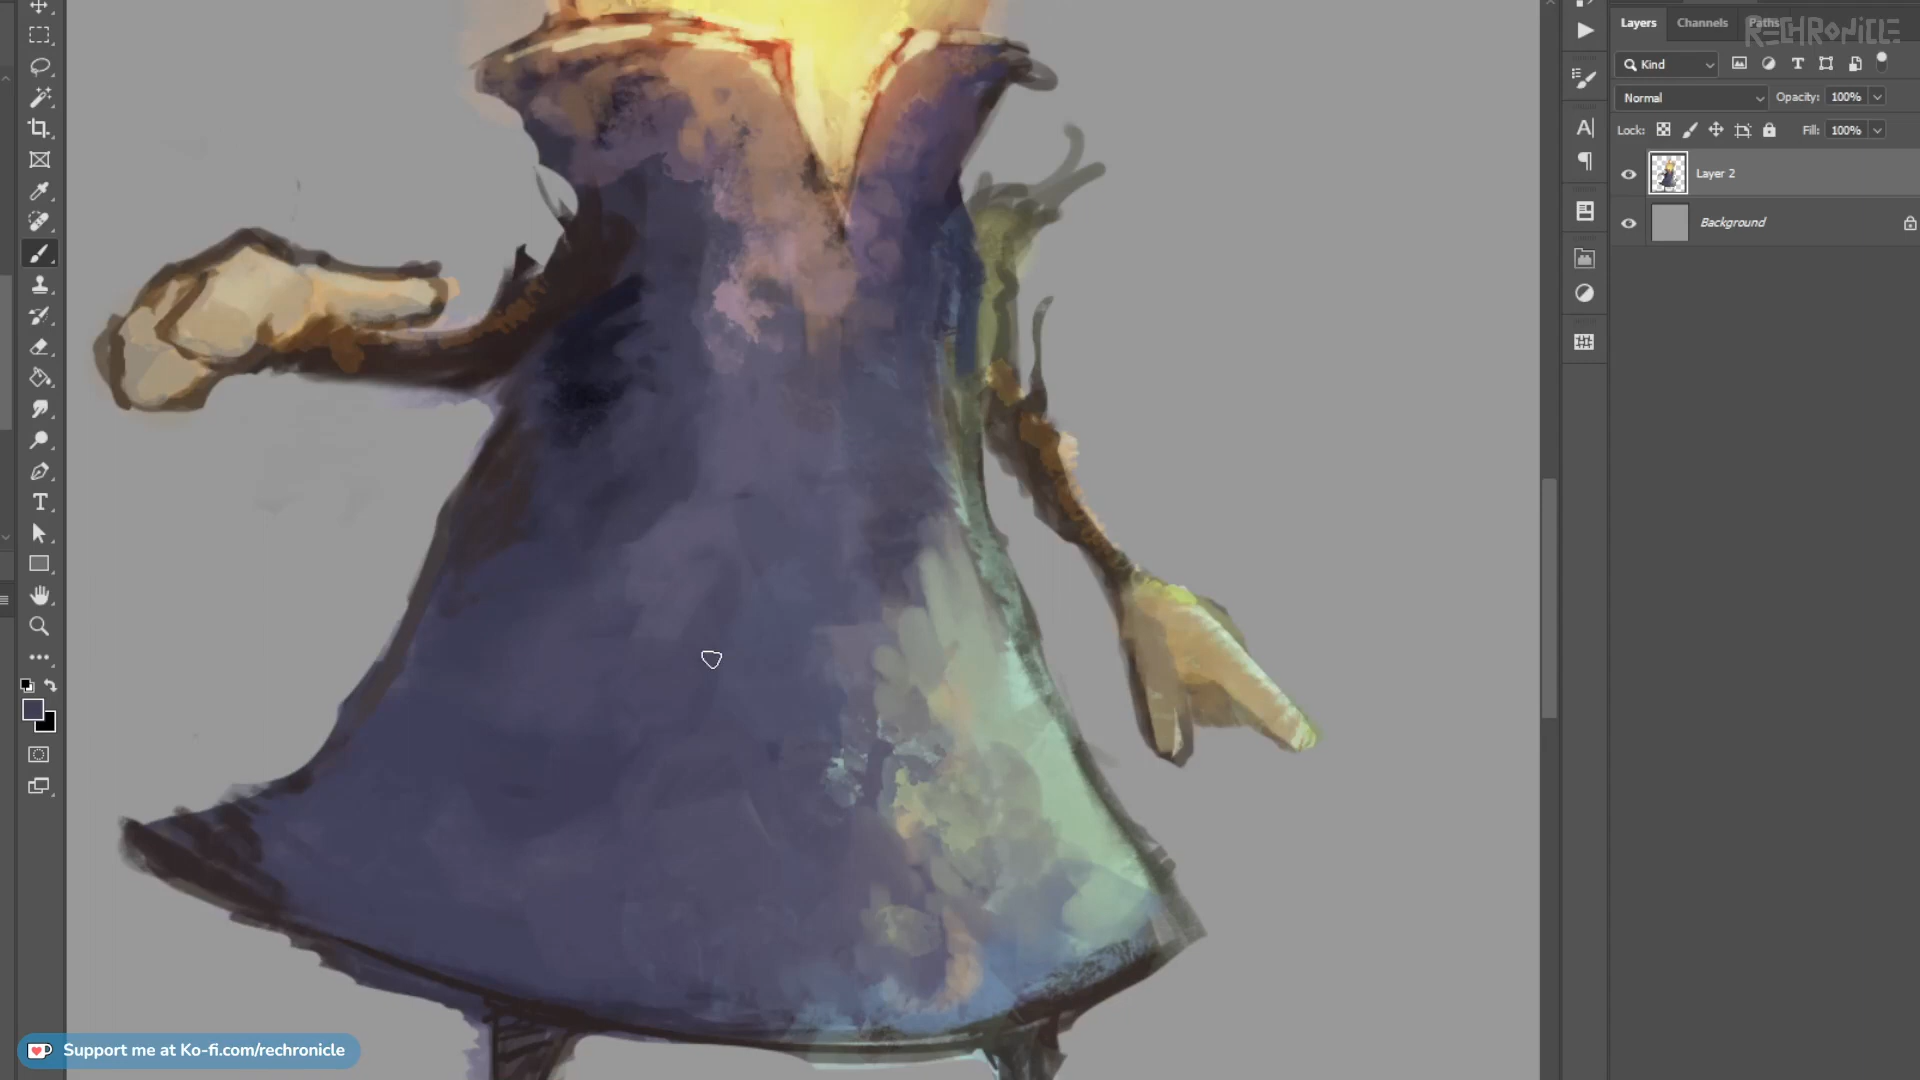 Layers Channels Paths
RECHRONICLE
Kind
Normal Opacity: 100%
Lock: Fill: 100%
Layer 2
Background
Support me at Ko-fi.com/rechronicle